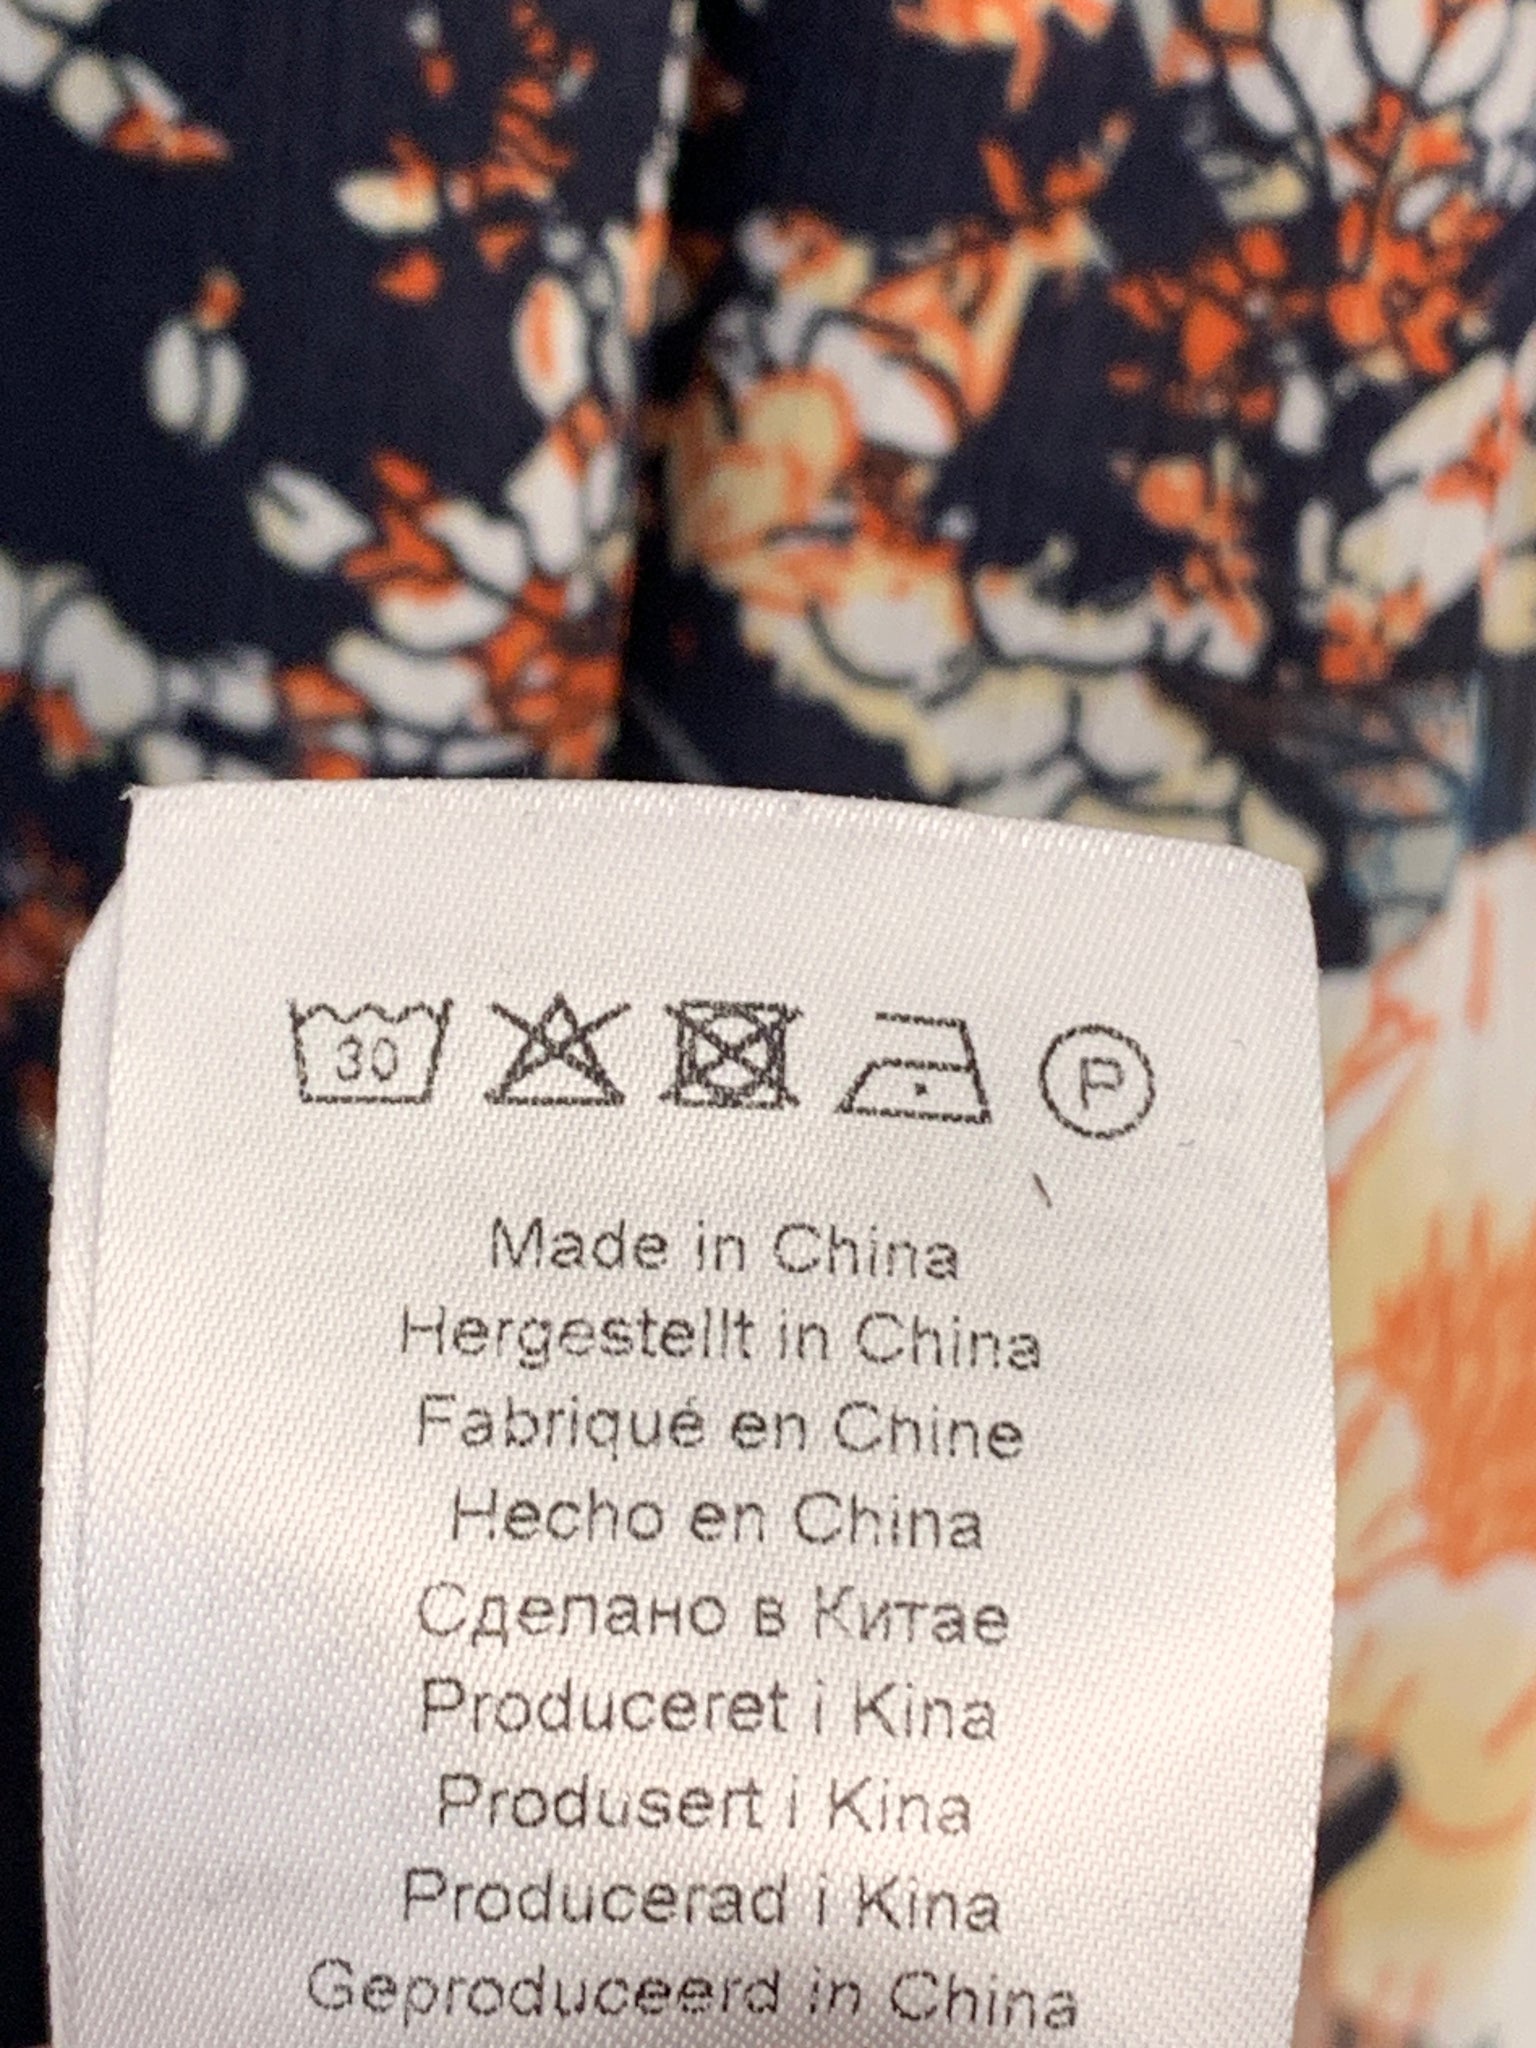 30 P
Made in China
Hergestellt in China
Fabriqué en Chine
Hecho en China
Сделано в Китае
Produceret i Kina
Produsert i Kina
Producerad i Kina
Geproduceerd in China